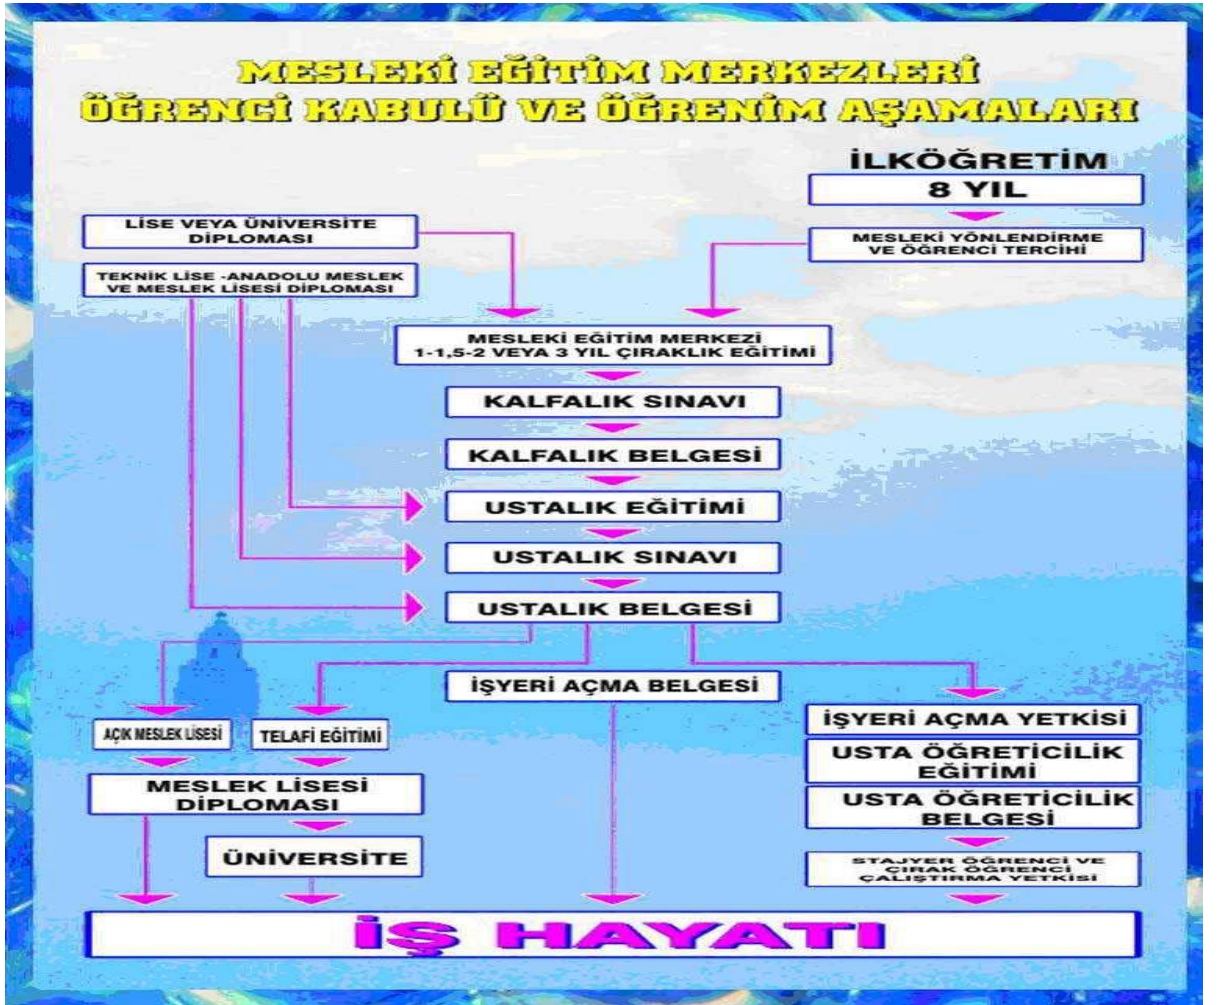 MESLEKİ EĞİTİM MERKEZLERİ
ÖĞRENCİ KABULÜ VE ÖĞRENİM AŞAMALARI
İLKÖĞRETİM
8 YIL
LİSE VEYA ÜNİVERSİTE
DİPLOMASI
MESLEKİ YÖNLENDİRME
VE ÖĞRENCİ TERCİHİ
TEKNİK LİSE -ANADOLU MESLEK
VE MESLEK LİSESİ DİPLOMASI
MESLEKİ EĞİTİM MERKEZİ
1-1,5-2 VEYA 3 YIL ÇIRAKLIK EĞİTİMİ
KALFALIK SINAVI
KALFALIK BELGESİ
USTALIK EĞİTİMİ
USTALIK SINAVI
USTALIK BELGESİ
İŞYERİ AÇMA BELGESİ
AÇIK MESLEK LİSESİ
TELAFİ EĞİTİMİ
MESLEK LİSESİ
DİPLOMASI
ÜNİVERSİTE
İŞYERİ AÇMA YETKİSİ
USTA ÖĞRETİCİLİK
EĞİTİMİ
USTA ÖĞRETİCİLİK
BELGESİ
STAJYER ÖĞRENCİ VE
ÇIRAK ÖĞRENCİ
ÇALIŞTIRMA YETKİSİ
İŞ HAYATI